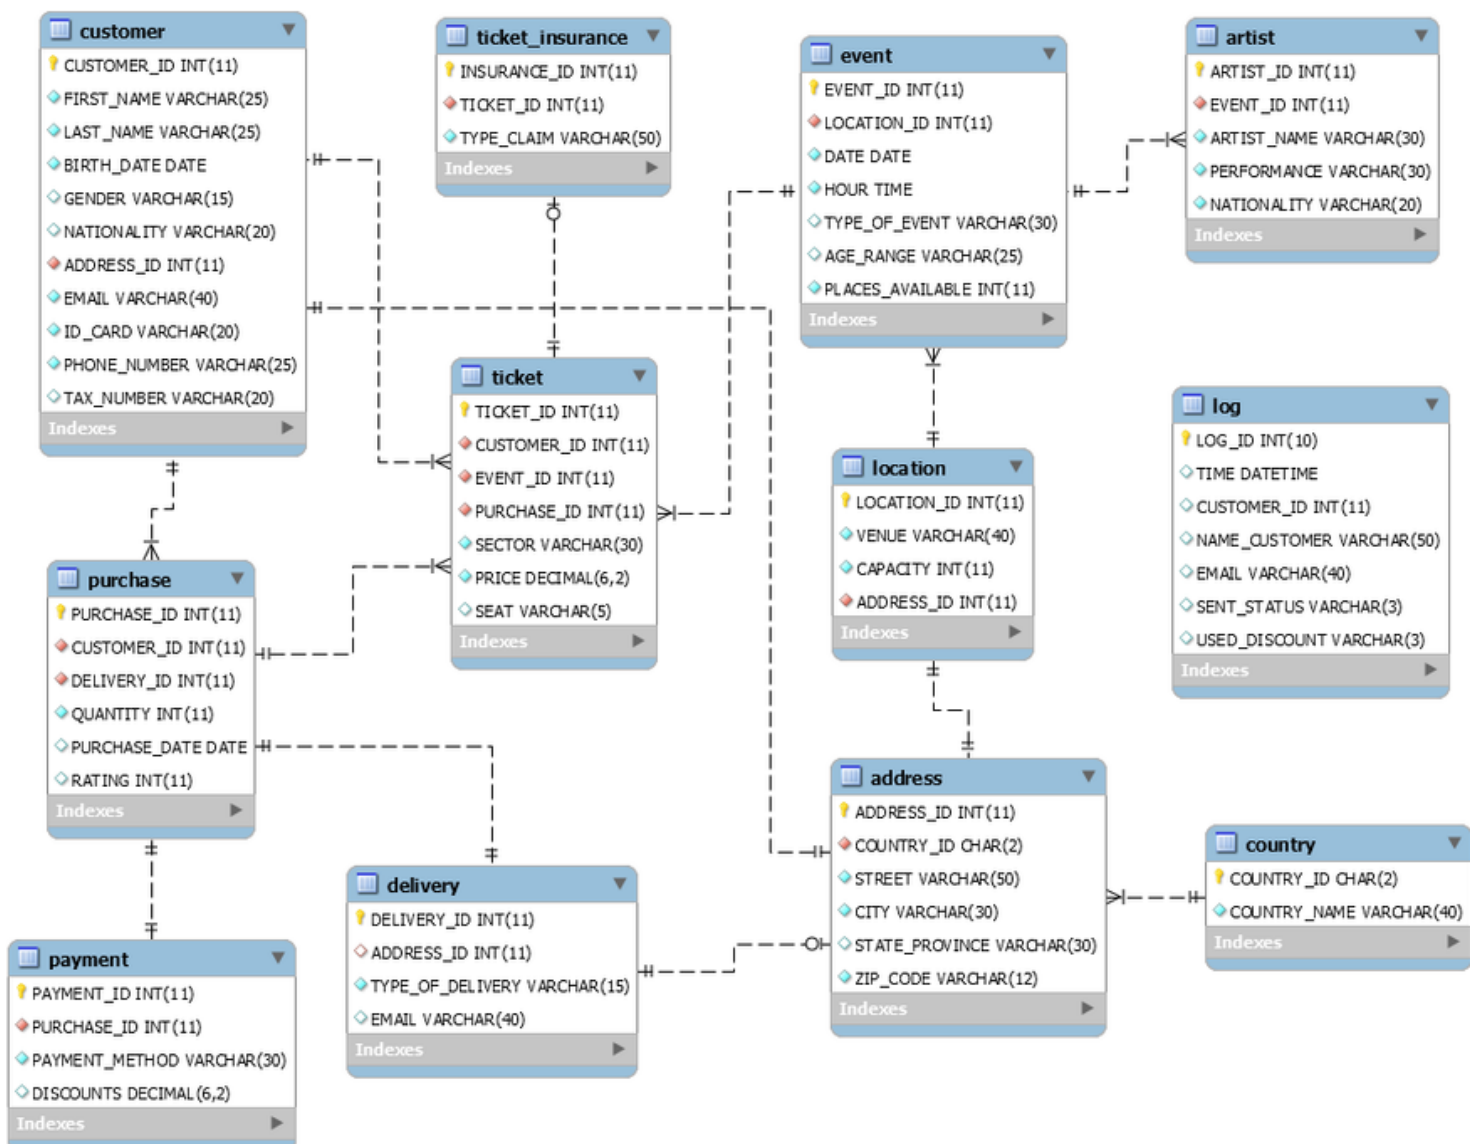 customer
CUSTOMER_ID INT(11)
FIRST_NAME VARCHAR(25)
LAST_NAME VARCHAR(25)
BIRTH_DATE DATE
GENDER VARCHAR(15)
NATIONALITY VARCHAR(20)
ADDRESS_ID INT(11)
EMAIL VARCHAR(40)
ID_CARD VARCHAR(20)
PHONE_NUMBER VARCHAR(25)
TAX_NUMBER VARCHAR(20)
Indexes
ticket_insurance
INSURANCE_ID INT(11)
TICKET_ID INT(11)
TYPE_CLAIM VARCHAR(50)
Indexes
event
EVENT_ID INT(11)
LOCATION_ID INT(11)
DATE DATE
HOUR TIME
TYPE_OF_EVENT VARCHAR(30)
AGE_RANGE VARCHAR(25)
PLACES_AVAILABLE INT(11)
Indexes
artist
ARTIST_ID INT(11)
EVENT_ID INT(11)
ARTIST_NAME VARCHAR(30)
PERFORMANCE VARCHAR(30)
NATIONALITY VARCHAR(20)
Indexes
ticket
TICKET_ID INT(11)
CUSTOMER_ID INT(11)
EVENT_ID INT(11)
PURCHASE_ID INT(11)
SECTOR VARCHAR(30)
PRICE DECIMAL(6,2)
SEAT VARCHAR(5)
Indexes
location
LOCATION_ID INT(11)
VENUE VARCHAR(40)
CAPACITY INT(11)
ADDRESS_ID INT(11)
Indexes
log
LOG_ID INT(10)
TIME DATETIME
CUSTOMER_ID INT(11)
NAME_CUSTOMER VARCHAR(50)
EMAIL VARCHAR(40)
SENT_STATUS VARCHAR(3)
USED_DISCOUNT VARCHAR(3)
Indexes
purchase
PURCHASE_ID INT(11)
CUSTOMER_ID INT(11)
DELIVERY_ID INT(11)
QUANTITY INT(11)
PURCHASE_DATE DATE
RATING INT(11)
Indexes
address
ADDRESS_ID INT(11)
COUNTRY_ID CHAR(2)
STREET VARCHAR(50)
CITY VARCHAR(30)
STATE_PROVINCE VARCHAR(30)
ZIP_CODE VARCHAR(12)
Indexes
country
COUNTRY_ID CHAR(2)
COUNTRY_NAME VARCHAR(40)
Indexes
delivery
DELIVERY_ID INT(11)
ADDRESS_ID INT(11)
TYPE_OF_DELIVERY VARCHAR(15)
EMAIL VARCHAR(40)
Indexes
payment
PAYMENT_ID INT(11)
PURCHASE_ID INT(11)
PAYMENT_METHOD VARCHAR(30)
DISCOUNTS DECIMAL(6,2)
Indexes